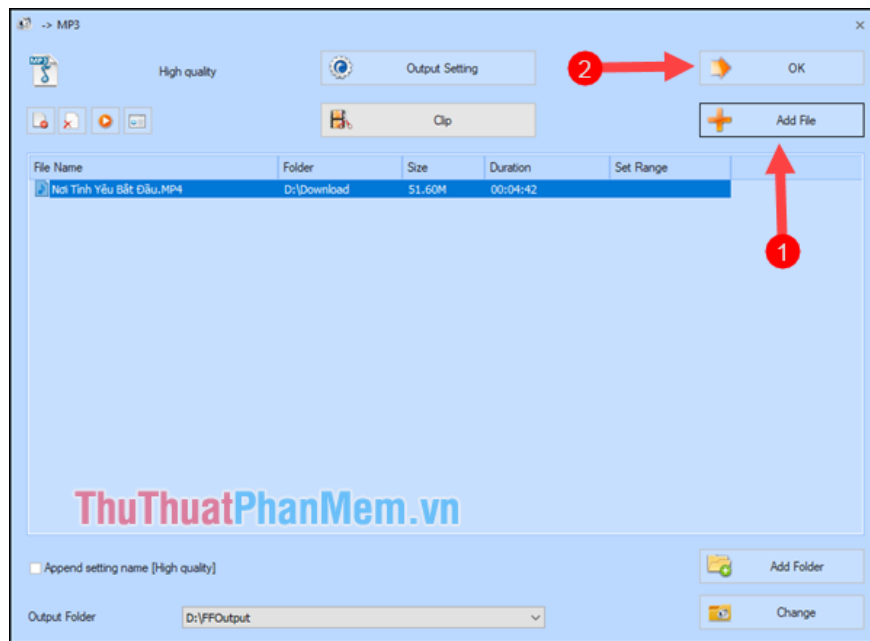 -> MP3
MP3
High quality
Output Setting
2
OK
Clip
Add File
File Name Folder Size Duration Set Range
Nơi Tình Yêu Bắt Đầu.MP4 D:\Download 51.60M 00:04:42
1
ThuThuatPhanMem.vn
Append setting name [High quality]
Add Folder
Output Folder
D:\FFOutput
Change